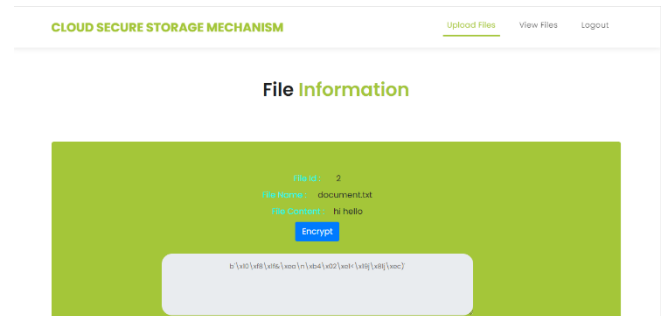 CLOUD SECURE STORAGE MECHANISM
Upload Files View Files Logout
File Information
File Id : 2
File Name : document.txt
File Content : hi hello
Encrypt